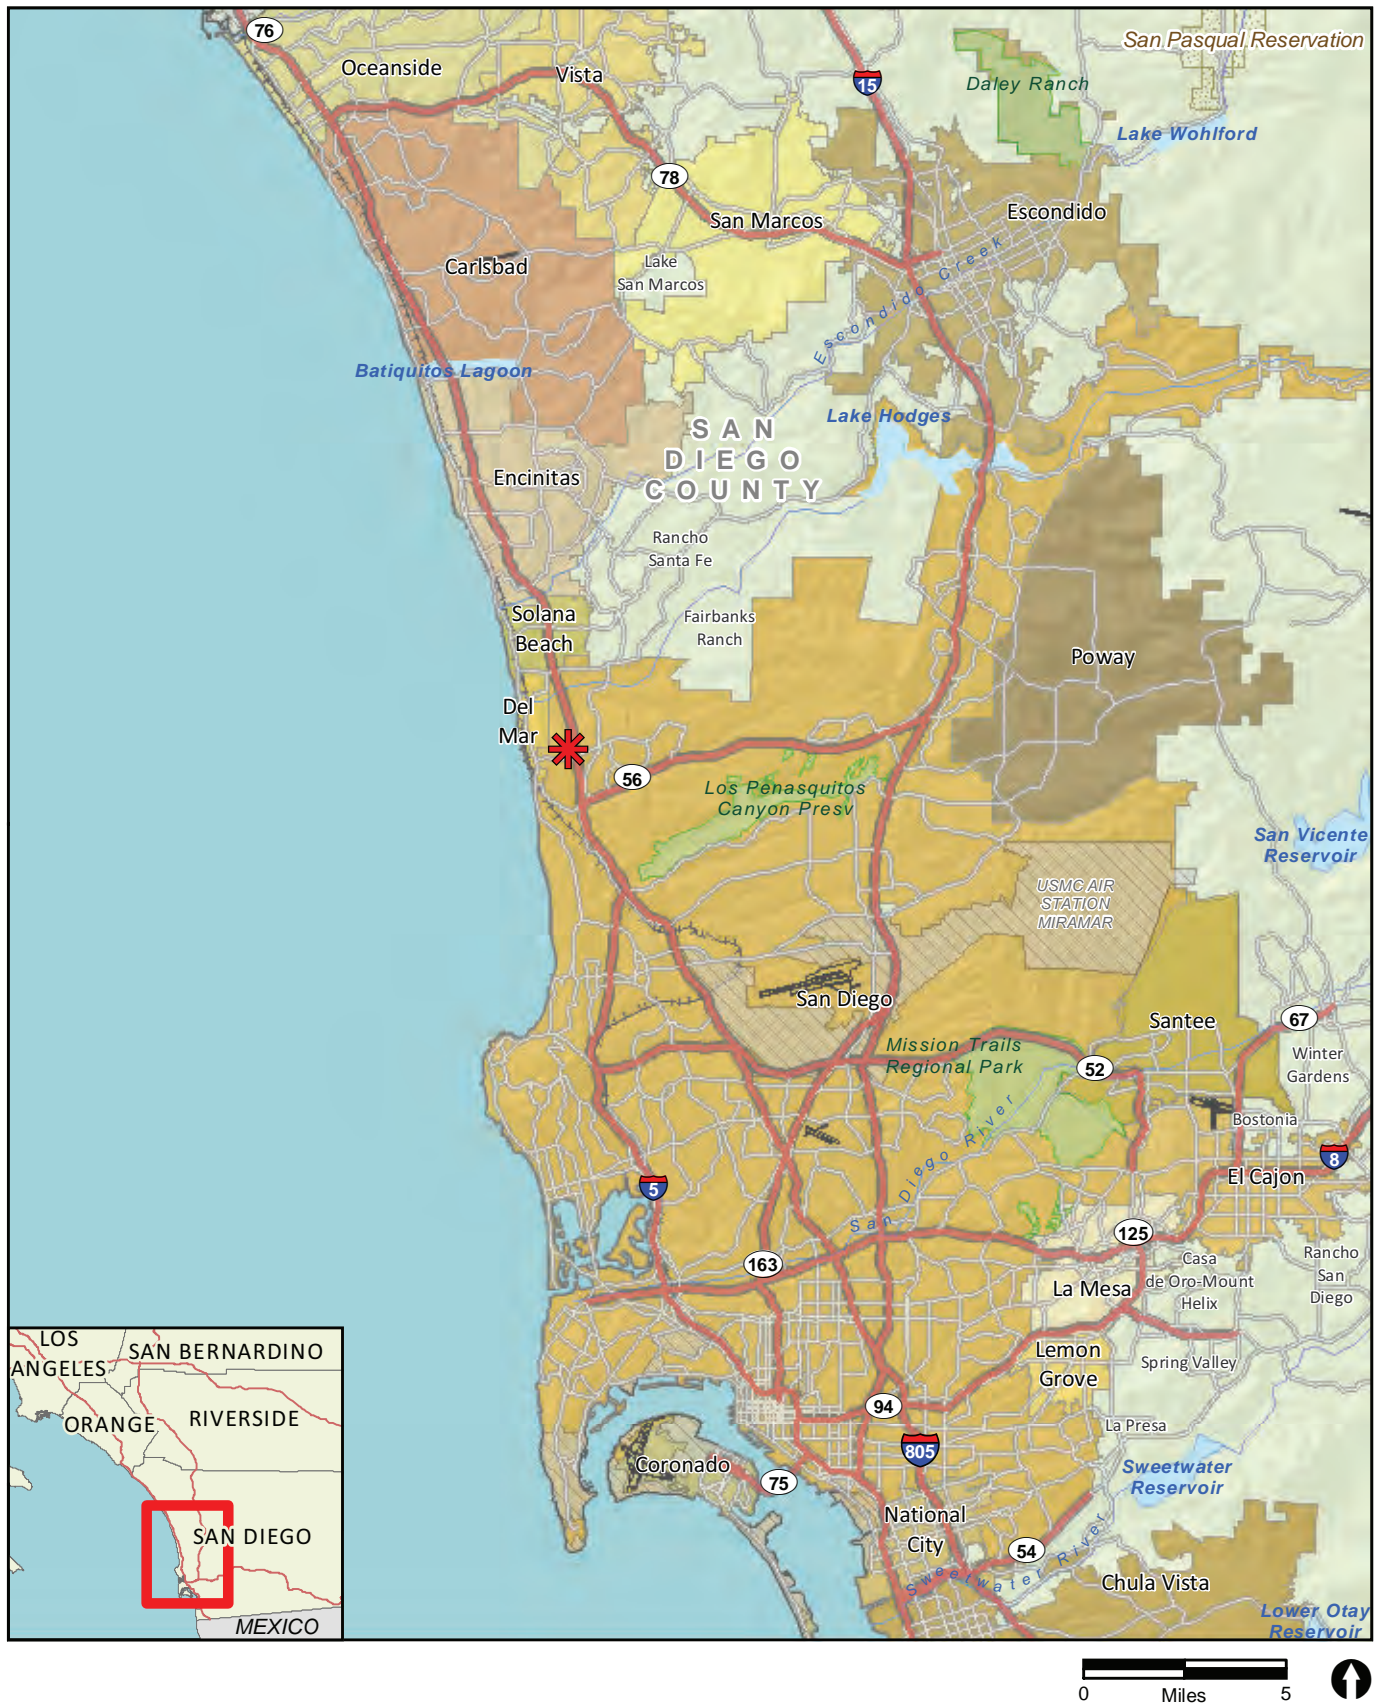 76
Oceanside
Vista
15
San Pasqual Reservation
Daley Ranch
Lake Wohlford
78
San Marcos
Escondido
Carlsbad
Lake
San Marcos
Escondido Creek
Batiquitos Lagoon
Lake Hodges
SAN
DIEGO
COUNTY
Encinitas
Rancho
Santa Fe
Solana
Beach
Fairbanks
Ranch
Poway
Del
Mar
56
Los Penasquitos
Canyon Presv
San Vicente
Reservoir
USMC AIR
STATION
MIRAMAR
San Diego
Santee
67
Mission Trails
Regional Park
52
Winter
Gardens
Bostonia
San Diego River
8
El Cajon
5
125
163
Casa
de Oro-Mount
Helix
Rancho
San
Diego
La Mesa
Lemon
Grove
Spring Valley
94
La Presa
805
Coronado
75
Sweetwater
Reservoir
National
City
54
Sweetwater River
Chula Vista
Lower Otay
Reservoir
LOS
ANGELES
SAN BERNARDINO
ORANGE
RIVERSIDE
SAN DIEGO
MEXICO
0 Miles 5